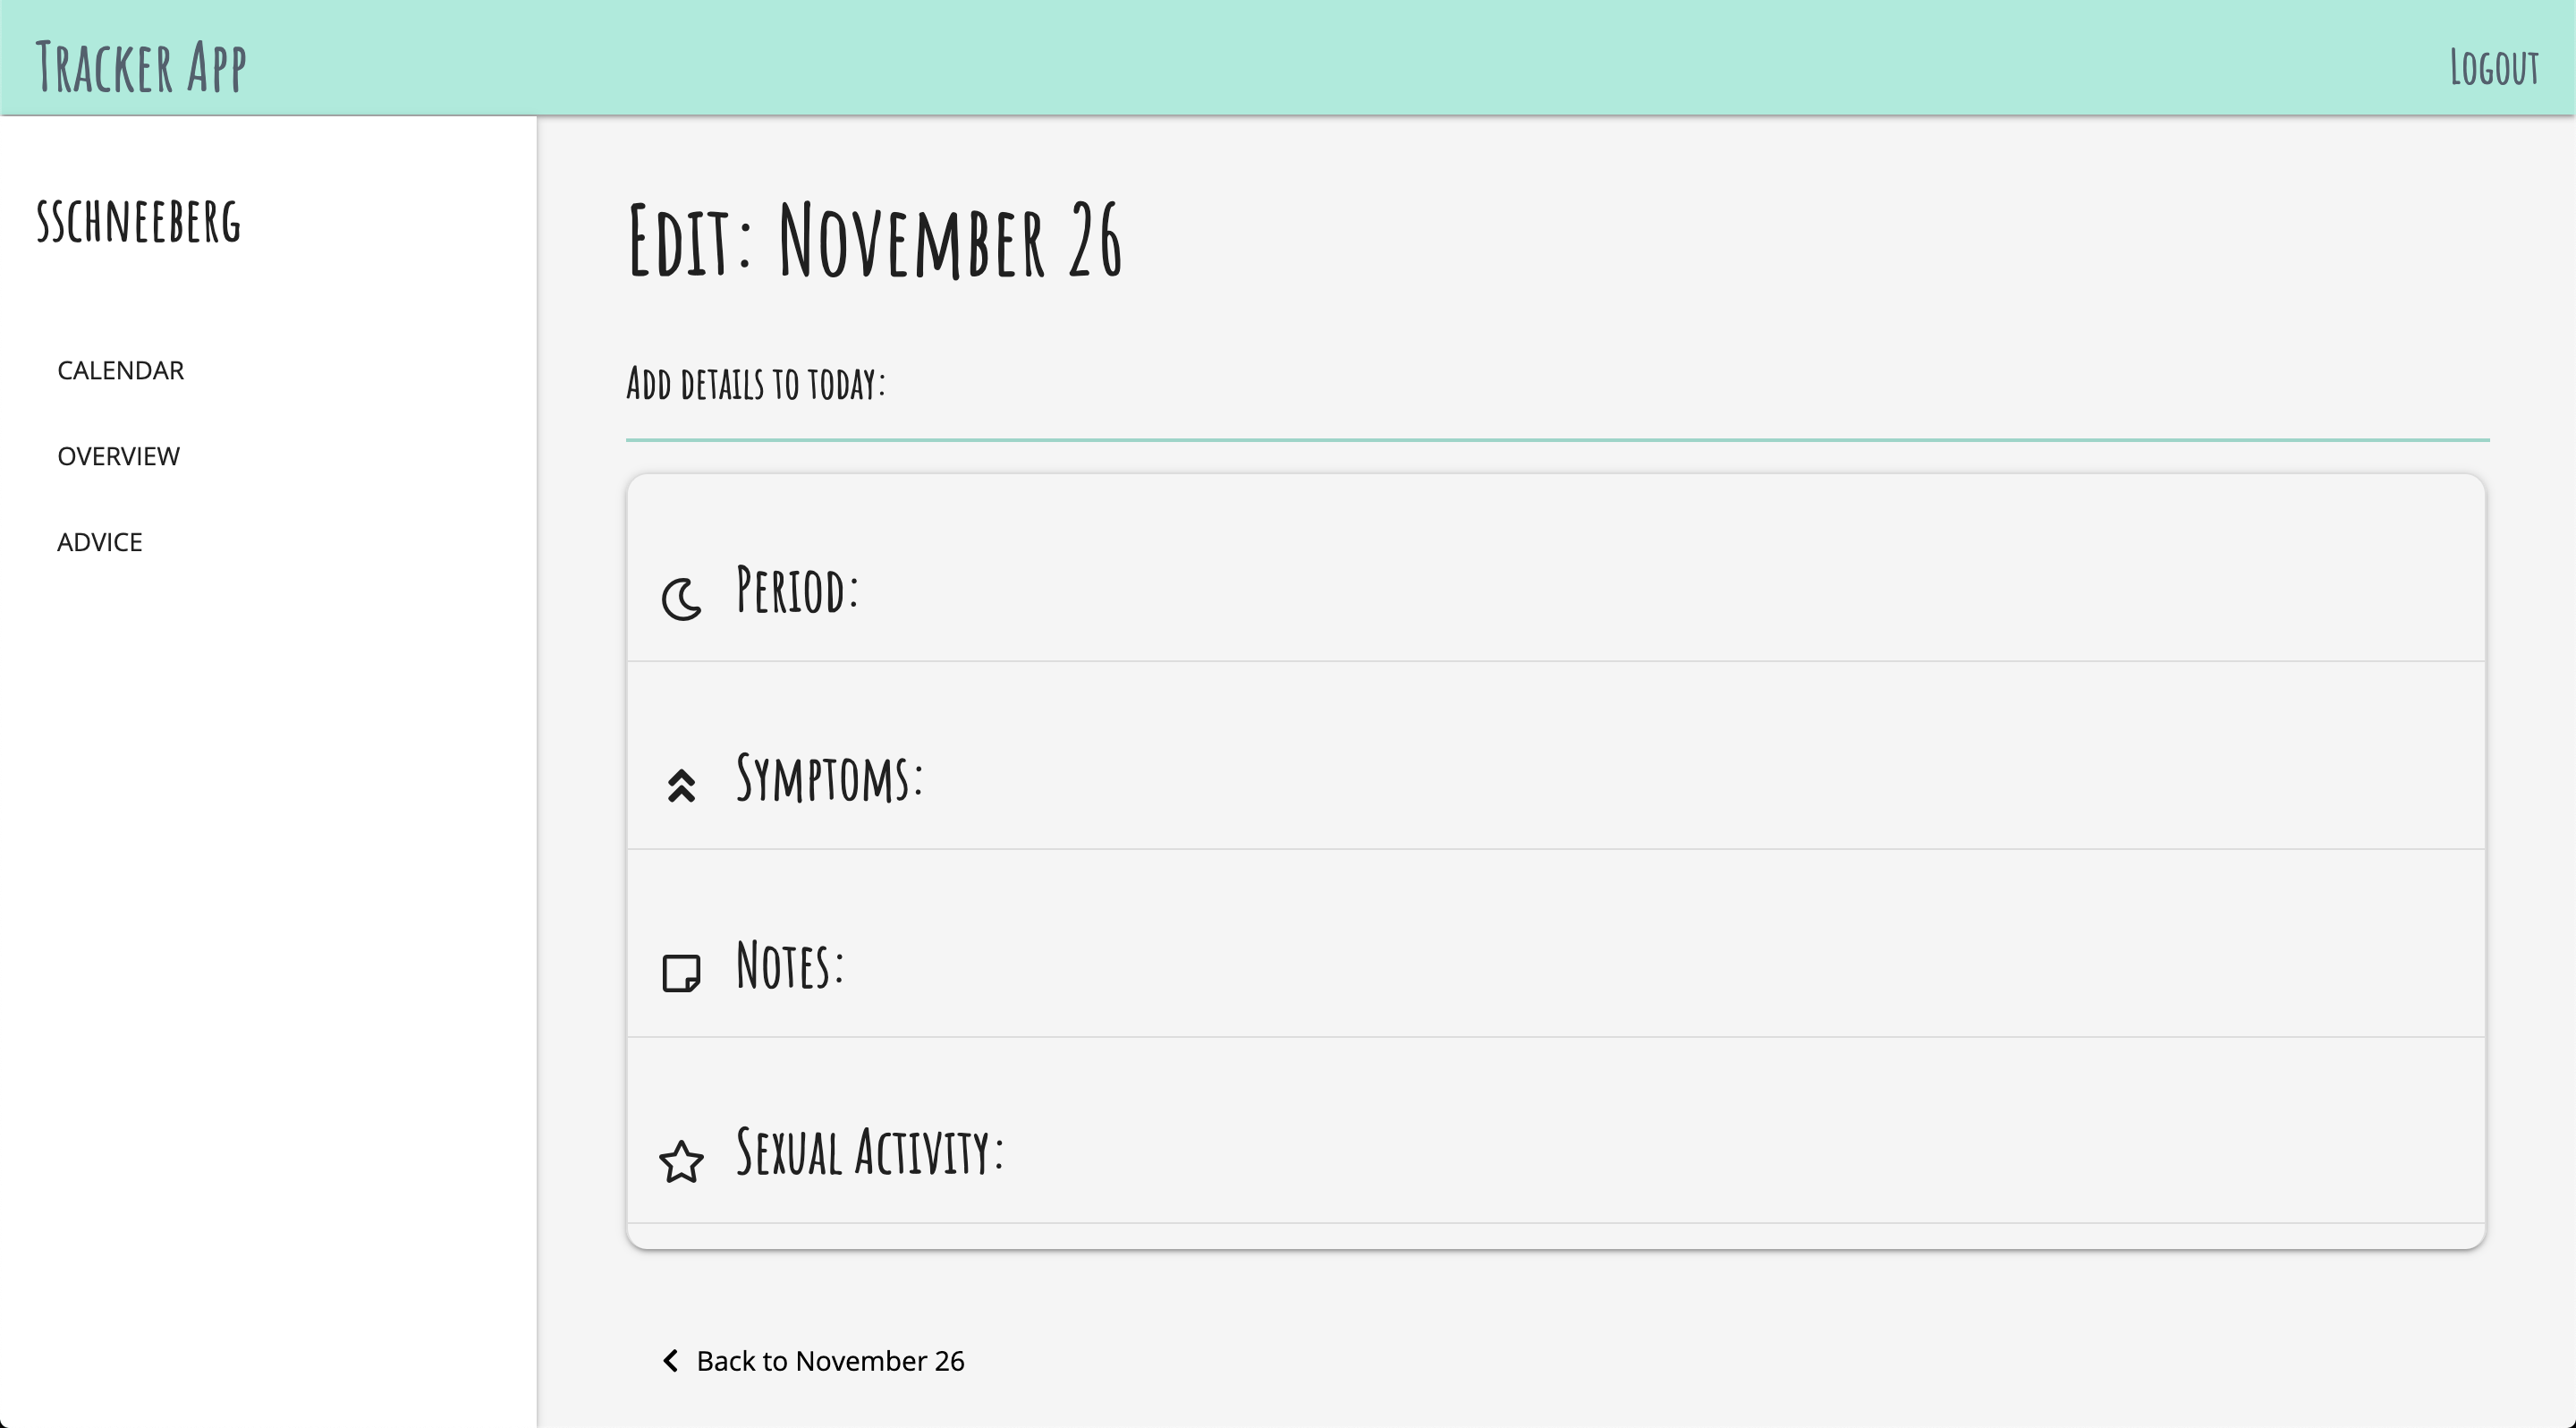 Tracker App
Logout
sschneeberg
CALENDAR
OVERVIEW
ADVICE
Edit: November 26
Add details to today:
Period:
Symptoms:
Notes:
Sexual Activity:
Back to November 26